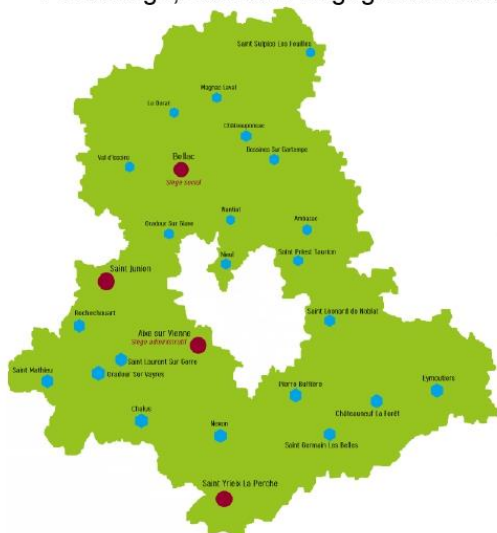 Saint Sulpice Les Feuilles
Magnac Laval
Le Dorat
Châteauponsac
Bessines Sur Gartempe
Val d'Issoire
Bellac
Siège social
Nantiat
Ambazac
Oradour Sur Glane
Nieul
Saint Priest Taurion
Saint Junien
Saint Léonard de Noblat
Rochechouart
Aixe sur Vienne
Siège administratif
Saint Laurent Sur Gorre
Saint Mathieu
Oradour Sur Vayres
Pierre Buffière
Eymoutiers
Châteauneuf La Forêt
Chalus
Nexon
Saint Germain Les Belles
Saint Yrieix La Perche